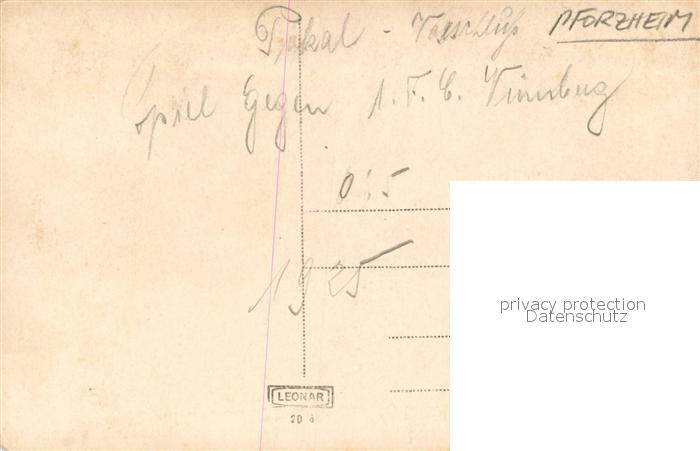 Pokal - Vorschluß PFORZHEIM
Spiel gegen 1. F. C. Nürnberg
0:5
1925
privacy protection
Datenschutz
LEONAR